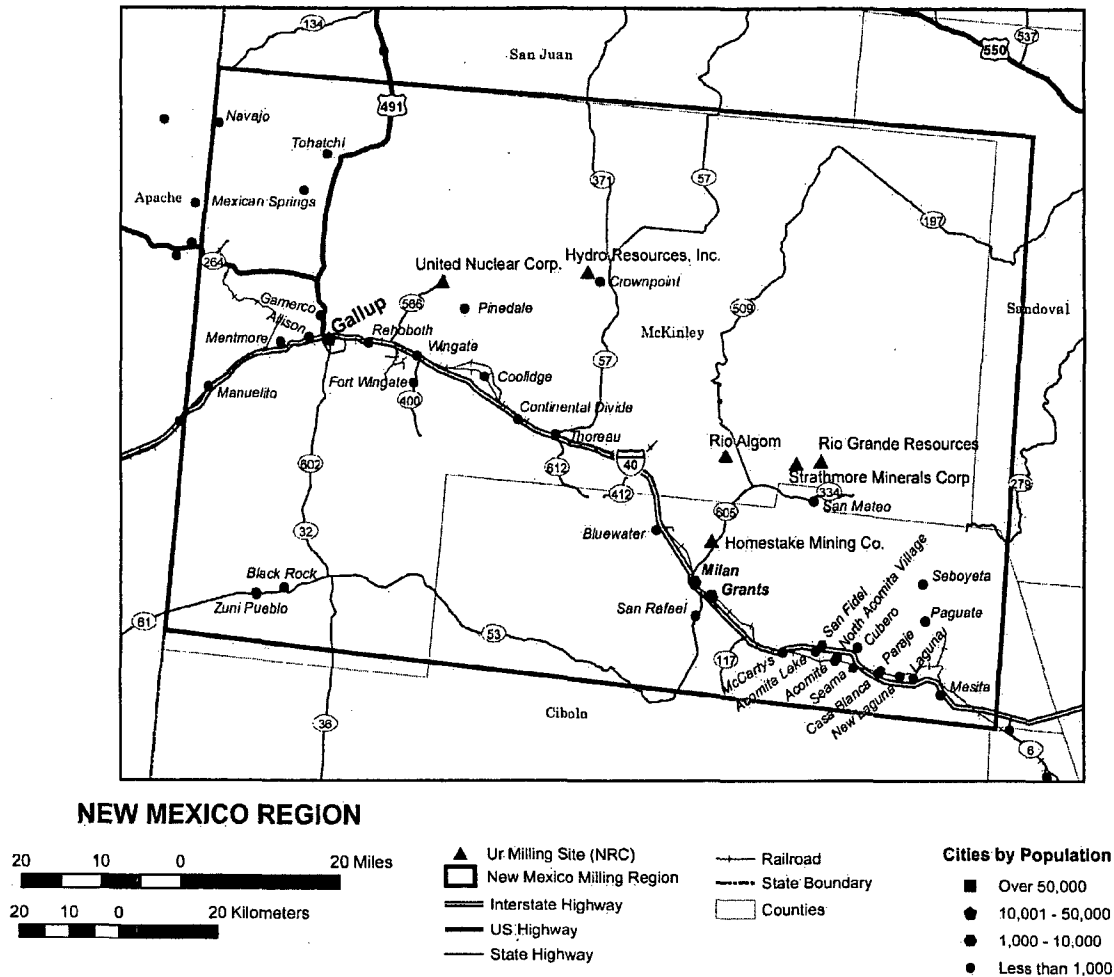 134
San Juan
550
537
491
Navajo
Tohatchi
371
57
Apache
Mexican Springs
197
264
United Nuclear Corp.
Hydro Resources, Inc.
Crownpoint
566
Pinedale
509
Sandoval
McKinley
Gamerco
Allison
Gallup
Mentmore
Rehoboth
Wingate
57
Fort Wingate
Coolidge
Manuelito
400
Continental Divide
Thoreau
Rio Algom
Rio Grande Resources
602
612
40
Strathmore Minerals Corp
412
334
279
605
San Mateo
32
Bluewater
Homestake Mining Co.
Black Rock
Milan
Seboyeta
Zuni Pueblo
Grants
San Rafael
San Fidel
North Acomita Village
Cubero
Paguate
61
53
Paraje
Laguna
117
McCartys
Acomita Lake
Acomita
Seama
Casa Blanca
New Laguna
Mesita
Cibola
36
6
NEW MEXICO REGION
20 10 0 20 Miles
20 10 0 20 Kilometers
Ur Milling Site (NRC)
New Mexico Milling Region
Interstate Highway
US Highway
State Highway
Railroad
State Boundary
Counties
Cities by Population
Over 50,000
10,001 - 50,000
1,000 - 10,000
Less than 1,000